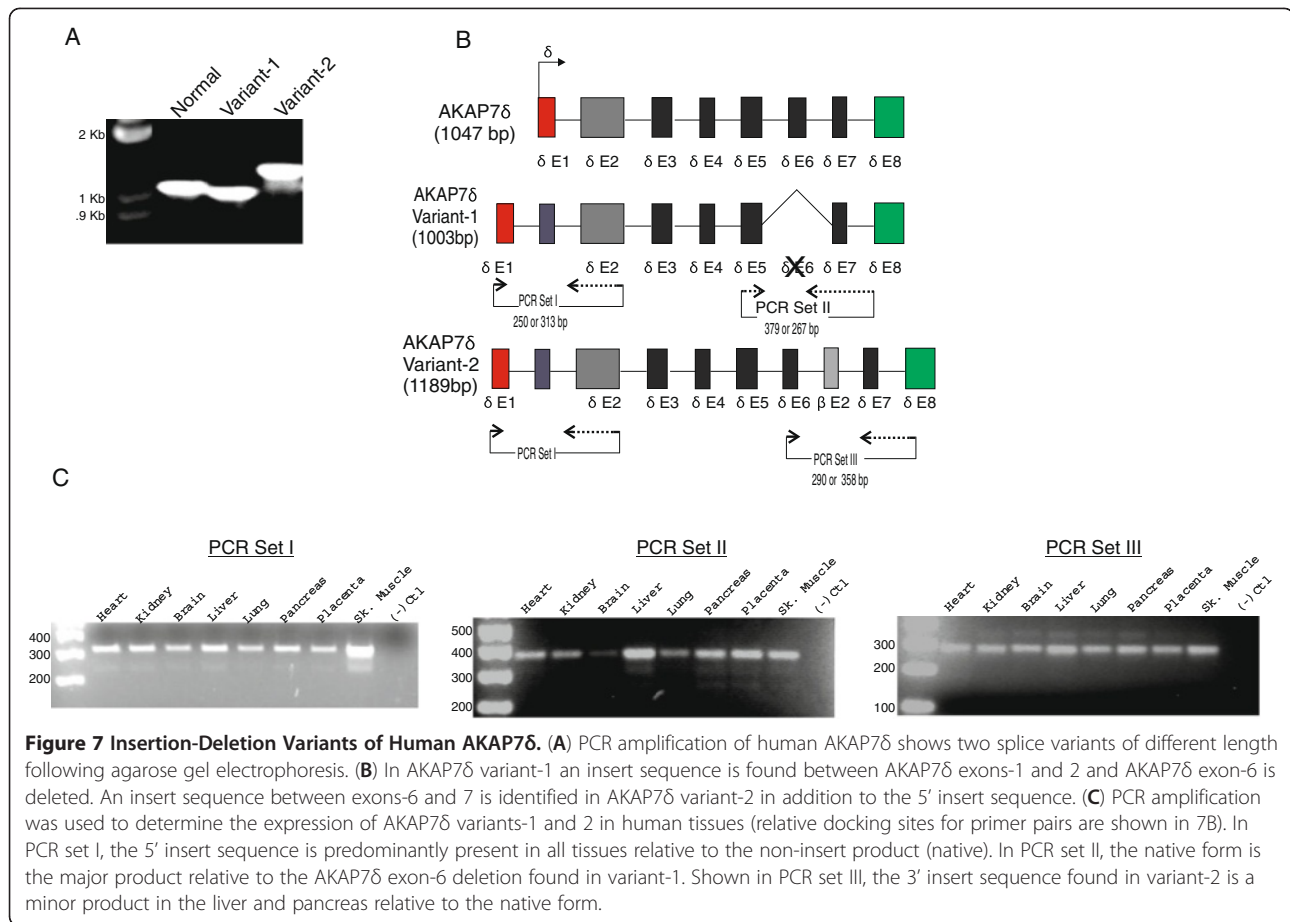 A
Normal Variant-1 Variant-2
2 Kb
1 Kb
.9 Kb
B
δ
AKAP7δ
(1047 bp)
δ E1 δ E2 δ E3 δ E4 δ E5 δ E6 δ E7 δ E8
AKAP7δ
Variant-1
(1003bp)
δ E1 δ E2 δ E3 δ E4 δ E5 δ E6 δ E7 δ E8
PCR Set I
250 or 313 bp
PCR Set II
379 or 267 bp
AKAP7δ
Variant-2
(1189bp)
δ E1 δ E2 δ E3 δ E4 δ E5 δ E6 β E2 δ E7 δ E8
PCR Set I
PCR Set III
290 or 358 bp
C
PCR Set I
Heart Kidney Brain Liver Lung Pancreas Placenta Sk. Muscle (-) Ctl
400
300
200
PCR Set II
Heart Kidney Brain Liver Lung Pancreas Placenta Sk. Muscle (-) Ctl
500
400
300
200
PCR Set III
Heart Kidney Brain Liver Lung Pancreas Placenta Sk. Muscle (-) Ctl
300
200
100
Figure 7 Insertion-Deletion Variants of Human AKAP7δ. (A) PCR amplification of human AKAP7δ shows two splice variants of different length
following agarose gel electrophoresis. (B) In AKAP7δ variant-1 an insert sequence is found between AKAP7δ exons-1 and 2 and AKAP7δ exon-6 is
deleted. An insert sequence between exons-6 and 7 is identified in AKAP7δ variant-2 in addition to the 5′ insert sequence. (C) PCR amplification
was used to determine the expression of AKAP7δ variants-1 and 2 in human tissues (relative docking sites for primer pairs are shown in 7B). In
PCR set I, the 5′ insert sequence is predominantly present in all tissues relative to the non-insert product (native). In PCR set II, the native form is
the major product relative to the AKAP7δ exon-6 deletion found in variant-1. Shown in PCR set III, the 3′ insert sequence found in variant-2 is a
minor product in the liver and pancreas relative to the native form.